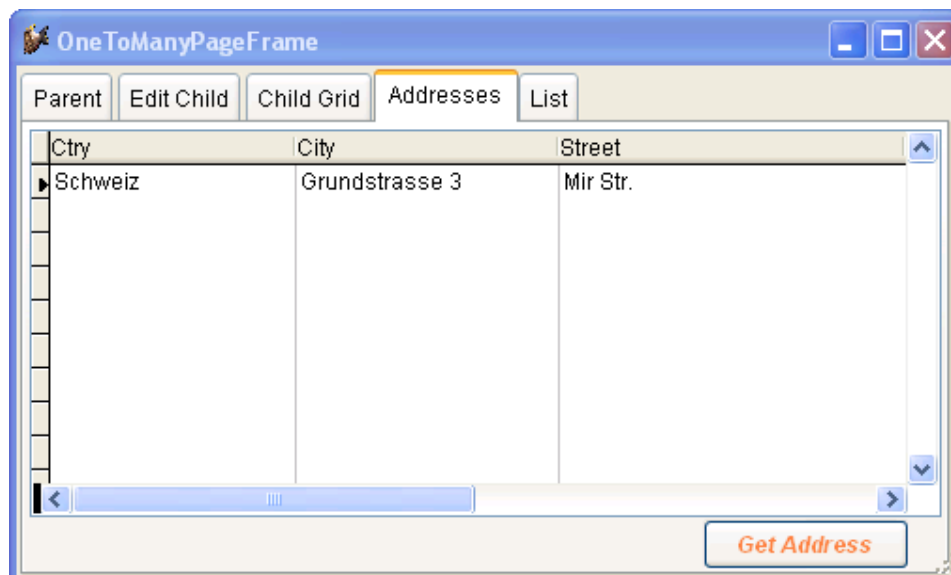 OneToManyPageFrame
Parent Edit Child Child Grid Addresses List
Ctry City Street
Schweiz Grundstrasse 3 Mir Str.
Get Address